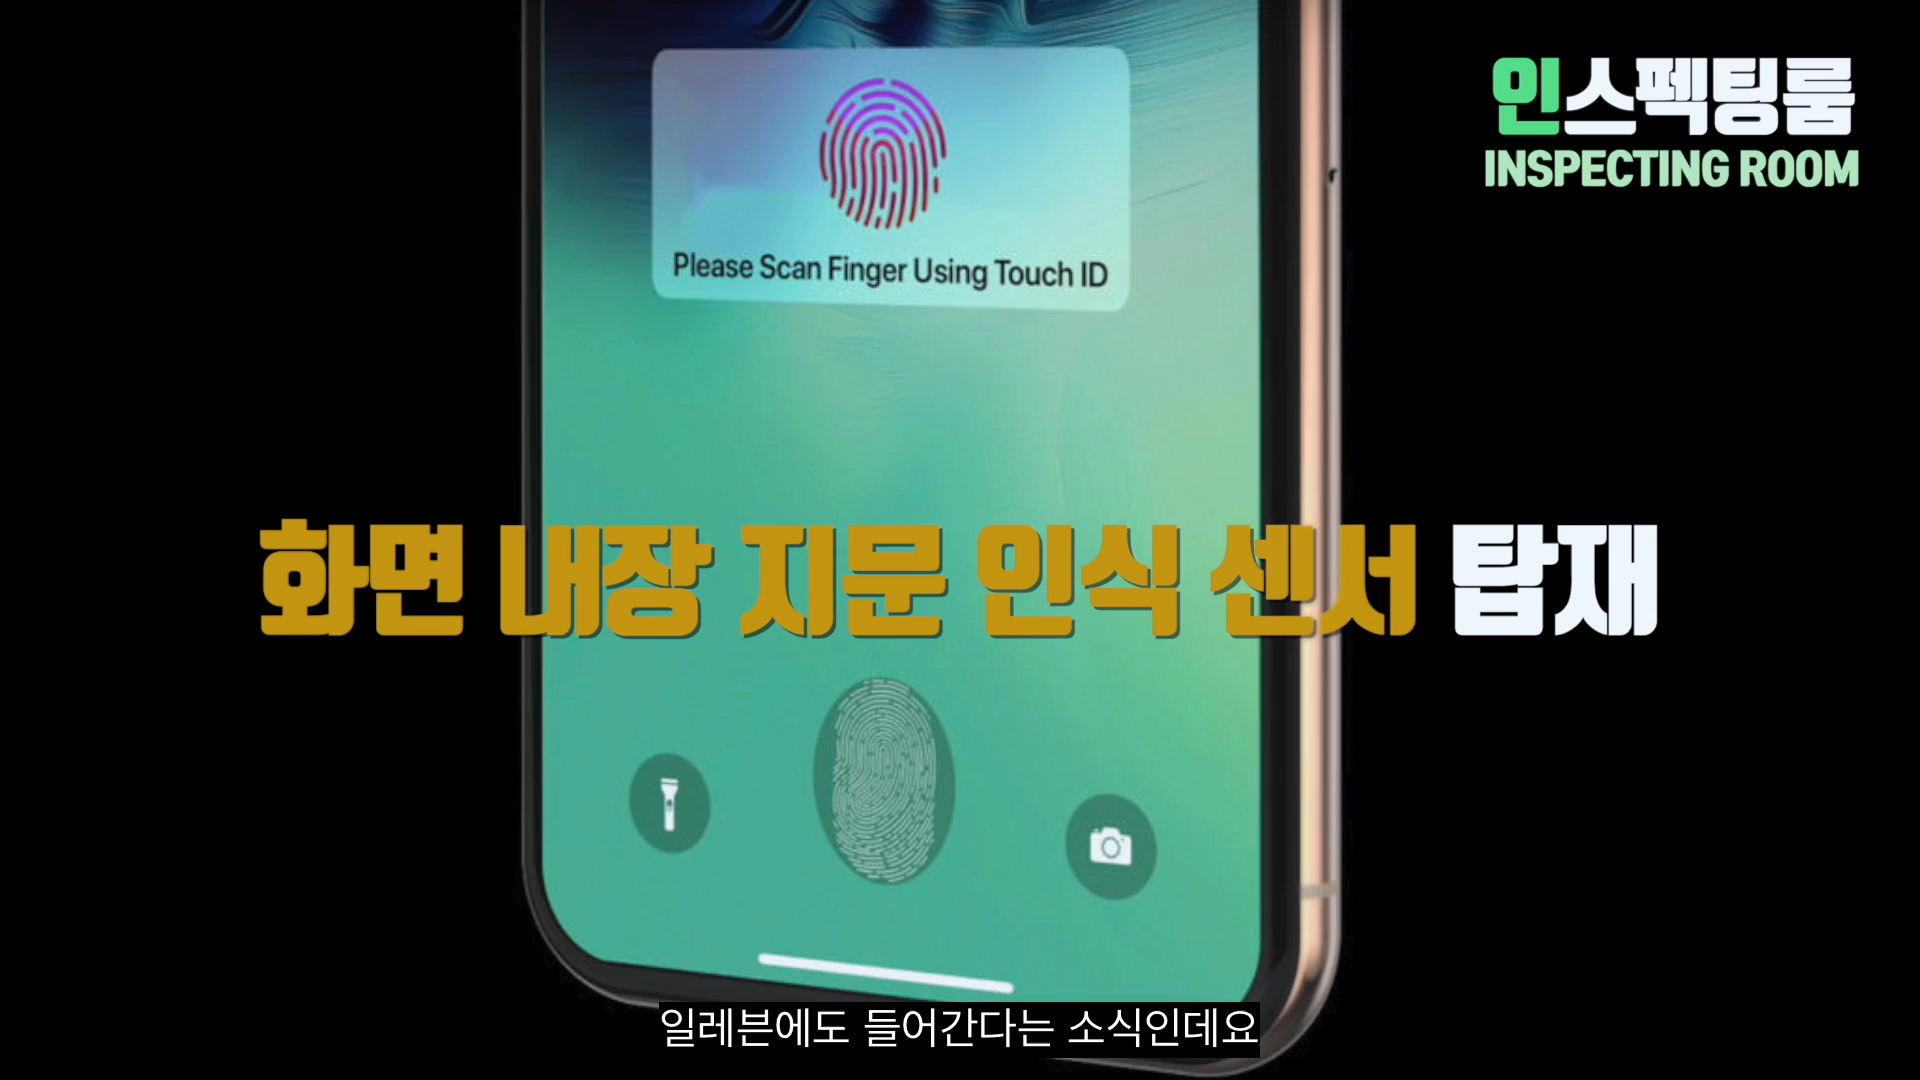 인스펙팅룸
INSPECTING ROOM
Please Scan Finger Using Touch ID
화면 내장 지문 인식 센서 탑재
일레븐에도 들어간다는 소식인데요